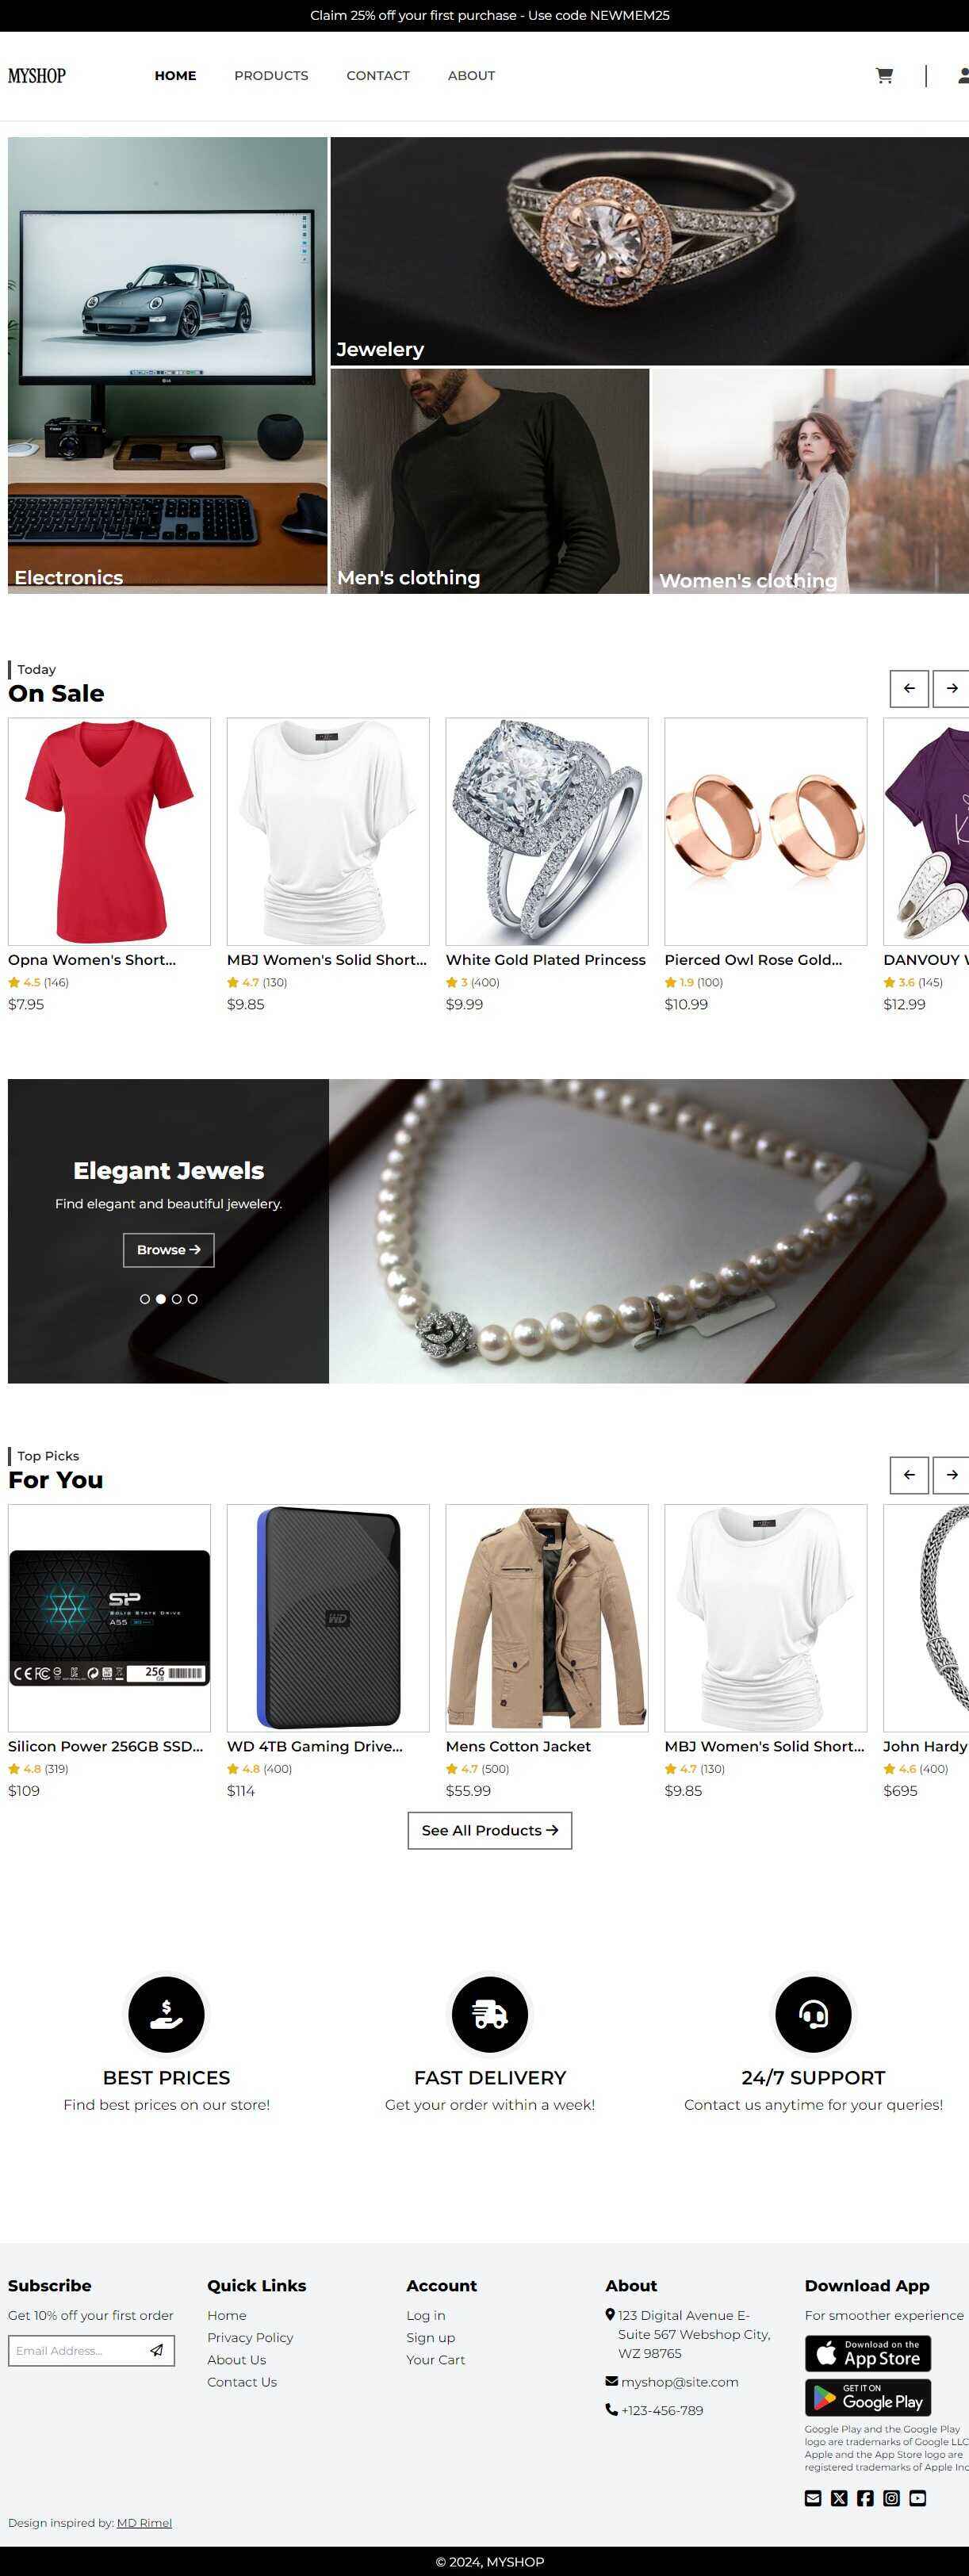 Claim 25% off your first purchase - Use code NEWMEM25
MYSHOP
HOME
PRODUCTS
CONTACT
ABOUT
Jewelery
Electronics
Men's clothing
Women's clothing
Today
On Sale
Opna Women's Short...
4.5 (146)
$7.95
MBJ Women's Solid Short...
4.7 (130)
$9.85
White Gold Plated Princess
3 (400)
$9.99
Pierced Owl Rose Gold...
1.9 (100)
$10.99
DANVOUY
3.6 (145)
$12.99
Elegant Jewels
Find elegant and beautiful jewelery.
Browse
Top Picks
For You
SP
SOLID STATE DRIVE
A55
256
GB
WD
Silicon Power 256GB SSD...
4.8 (319)
$109
WD 4TB Gaming Drive...
4.8 (400)
$114
Mens Cotton Jacket
4.7 (500)
$55.99
MBJ Women's Solid Short...
4.7 (130)
$9.85
John Hardy
4.6 (400)
$695
See All Products
BEST PRICES
Find best prices on our store!
FAST DELIVERY
Get your order within a week!
24/7 SUPPORT
Contact us anytime for your queries!
Subscribe
Get 10% off your first order
Email Address...
Quick Links
Home
Privacy Policy
About Us
Contact Us
Account
Log in
Sign up
Your Cart
About
123 Digital Avenue E-
Suite 567 Webshop City,
WZ 98765
myshop@site.com
+123-456-789
Download App
For smoother experience
Download on the
App Store
GET IT ON
Google Play
Google Play and the Google Play
logo are trademarks of Google LLC
Apple and the App Store logo are
registered trademarks of Apple Inc
Design inspired by: MD Rimel
© 2024, MYSHOP